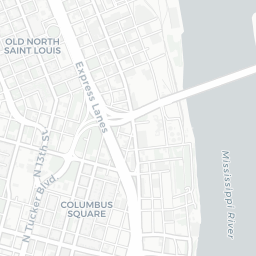 OLD NORTH
SAINT LOUIS
Express Lanes
N 13th St
N Tucker Blvd
COLUMBUS
SQUARE
Mississippi River